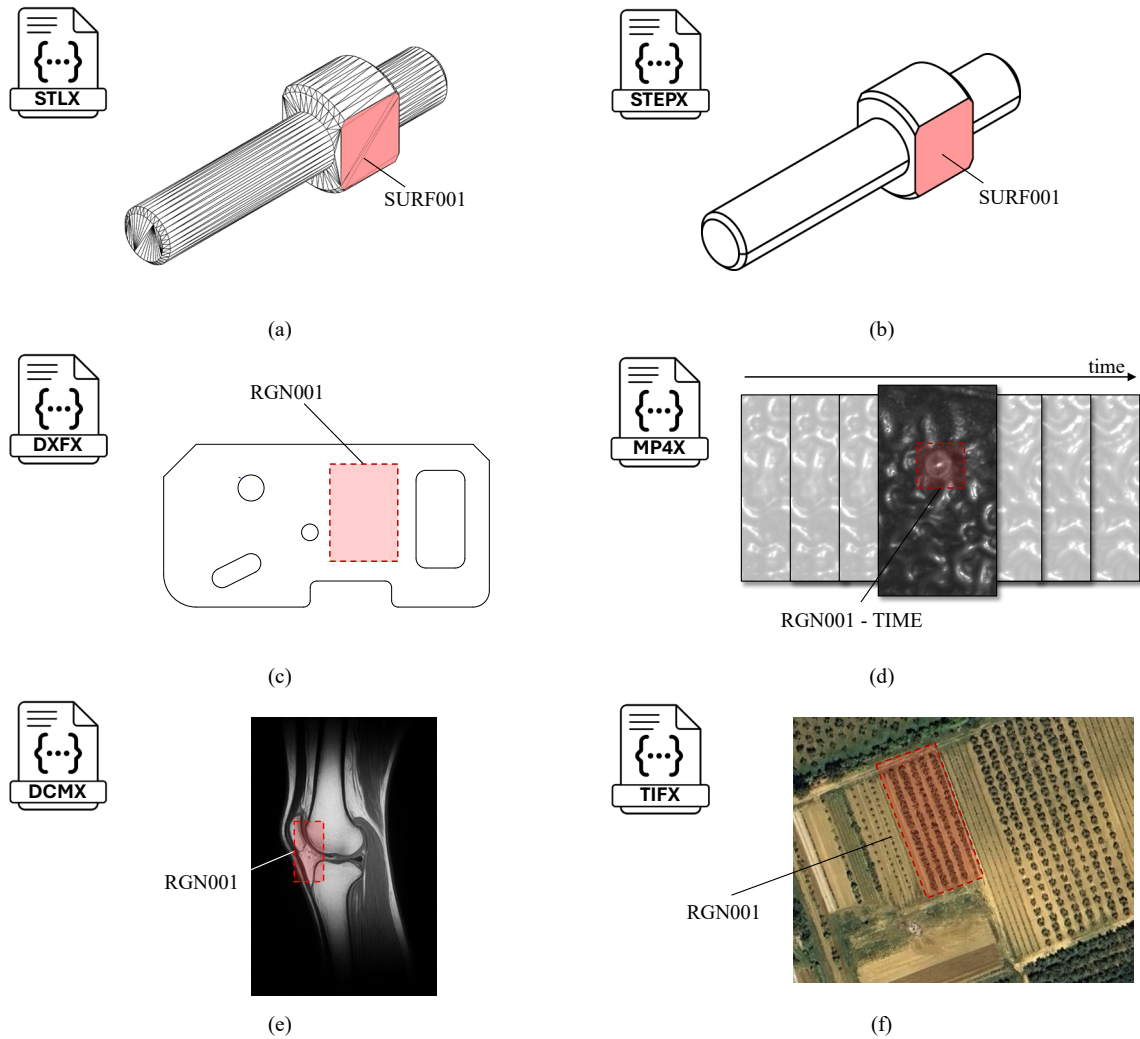 {...}
STLX
SURF001
(a)
{...}
STEPX
SURF001
(b)
{...}
DXFX
RGN001
(c)
{...}
MP4X
time
RGN001 - TIME
(d)
{...}
DCMX
RGN001
(e)
{...}
TIFX
RGN001
(f)